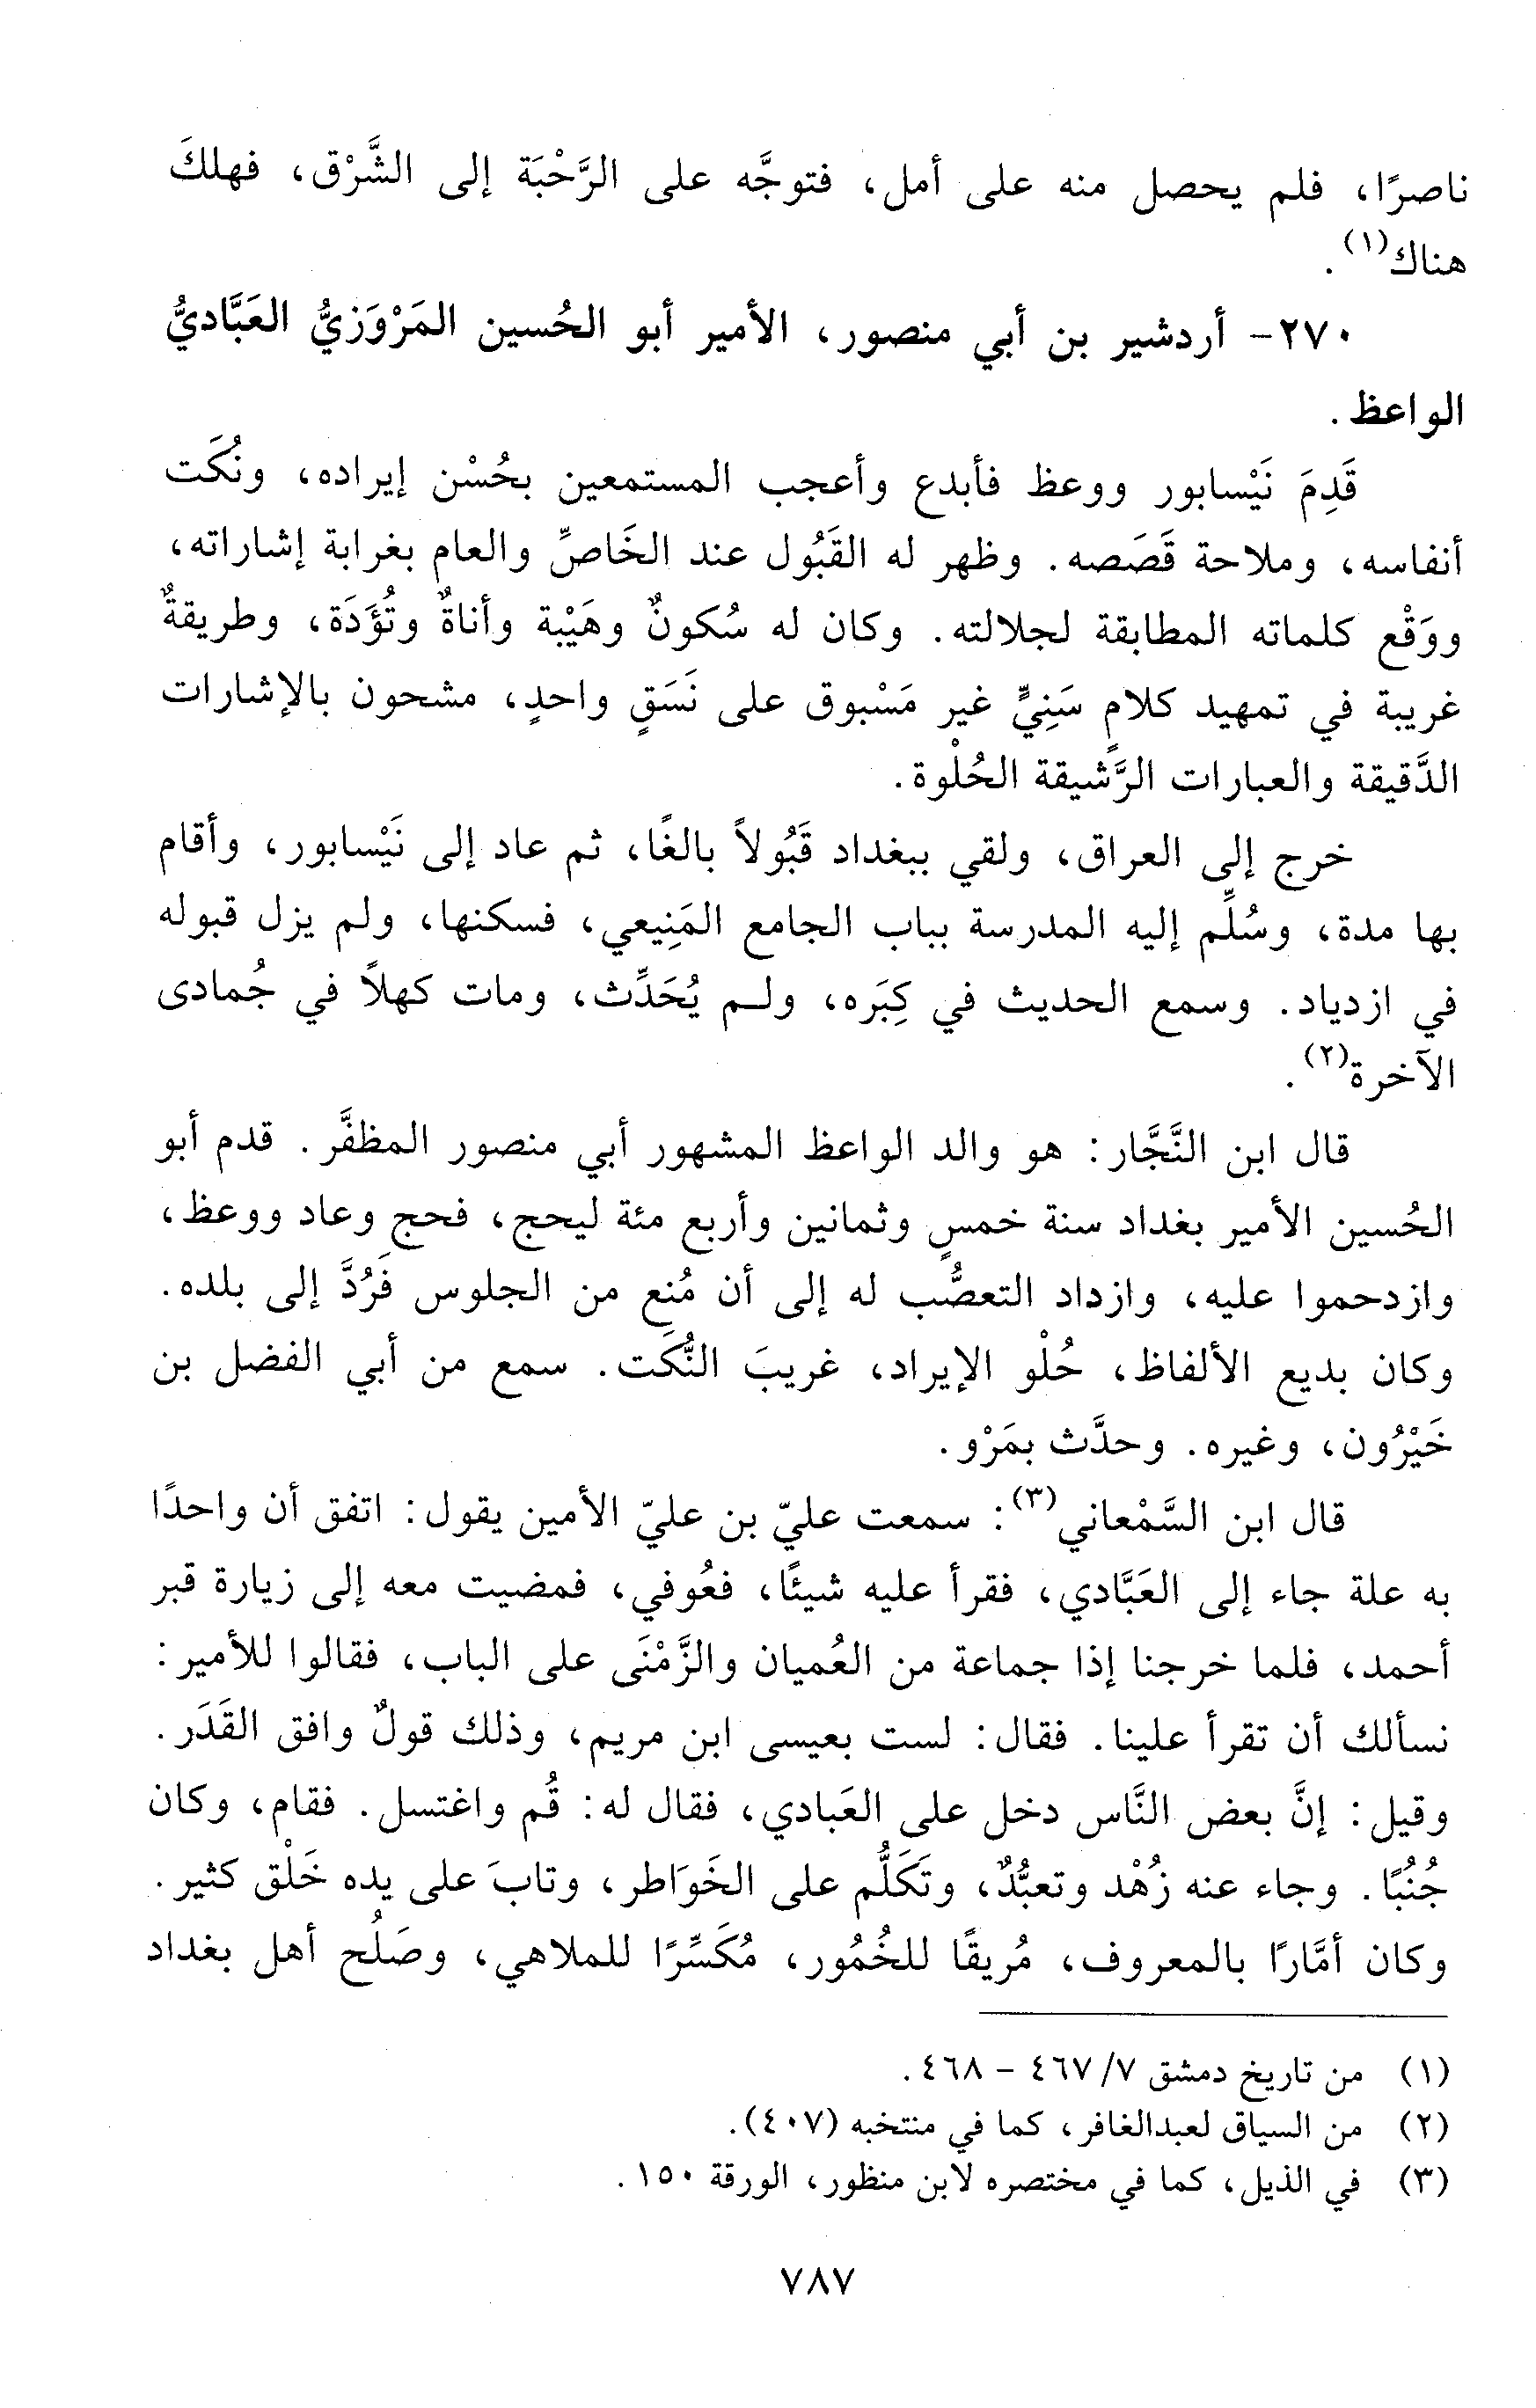 ناصرًا، فلم يحصل منه على أمل، فتوجَّه على الرَّحْبَة إلى الشَّرْق، فهلكَ
هناك(١).
٢٧٠- أردشير بن أبي منصور، الأمير أبو الحُسين المَرْوَزيُّ العَبَّاديُّ
الواعظ.
قَدِمَ نَيْسابور ووعظ فأبدع وأعجب المستمعين بحُسْن إيراده، ونُكَت
أنفاسه، وملاحة قَصَصه. وظهر له القَبُول عند الخَاصِّ والعام بغرابة إشاراته،
ووَقْع كلماته المطابقة لجلالته. وكان له سُكونٌ وهَيْبة وأناةٌ وتُؤَدَة، وطريقةٌ
غريبة في تمهيد كلامٍ سَنِيٍّ غير مَسْبوق على نَسَقٍ واحدٍ، مشحون بالإشارات
الدَّقيقة والعبارات الرَّشيقة الحُلْوة.
خرج إلى العراق، ولقي ببغداد قَبُولاً بالغًا، ثم عاد إلى نَيْسابور، وأقام
بها مدة، وسُلِّم إليه المدرسة بباب الجامع المَنِيعي، فسكنها، ولم يزل قبوله
في ازدياد. وسمع الحديث في كِبَره، ولـم يُحَدِّث، ومات كهلاً في جُمادى
الآخرة(٢).
قال ابن النَّجَّار: هو والد الواعظ المشهور أبي منصور المظفَّر. قدم أبو
الحُسين الأمير بغداد سنة خمسٍ وثمانين وأربع مئة ليحج، فحج وعاد ووعظ،
وازدحموا عليه، وازداد التعصُّب له إلى أن مُنع من الجلوس فَرُدَّ إلى بلده.
وكان بديع الألفاظ، حُلْو الإيراد، غريبَ النُّكَت. سمع من أبي الفضل بن
خَيْرُون، وغيره. وحدَّث بمَرْو.
قال ابن السَّمْعاني(٣): سمعت عليّ بن عليّ الأمين يقول: اتفق أن واحدًا
به علة جاء إلى العَبَّادي، فقرأ عليه شيئًا، فعُوفي، فمضيت معه إلى زيارة قبر
أحمد، فلما خرجنا إذا جماعة من العُميان والزَّمْنَى على الباب، فقالوا للأمير:
نسألك أن تقرأ علينا. فقال: لست بعيسى ابن مريم، وذلك قولٌ وافق القَدَر.
وقيل: إنَّ بعض النَّاس دخل على العَبادي، فقال له: قُم واغتسل. فقام، وكان
جُنُبًا. وجاء عنه زُهْد وتعبُّدٌ، وتَكَلُّم على الخَوَاطر، وتابَ على يده خَلْق كثير.
وكان أمَّارًا بالمعروف، مُريقًا للخُمُور، مُكَسِّرًا للملاهي، وصَلُح أهل بغداد
(١) من تاريخ دمشق ٧/ ٤٦٧ - ٤٦٨.
(٢) من السياق لعبدالغافر، كما في منتخبه (٤٠٧).
(٣) في الذيل، كما في مختصره لابن منظور، الورقة ١٥٠.
٧٨٧